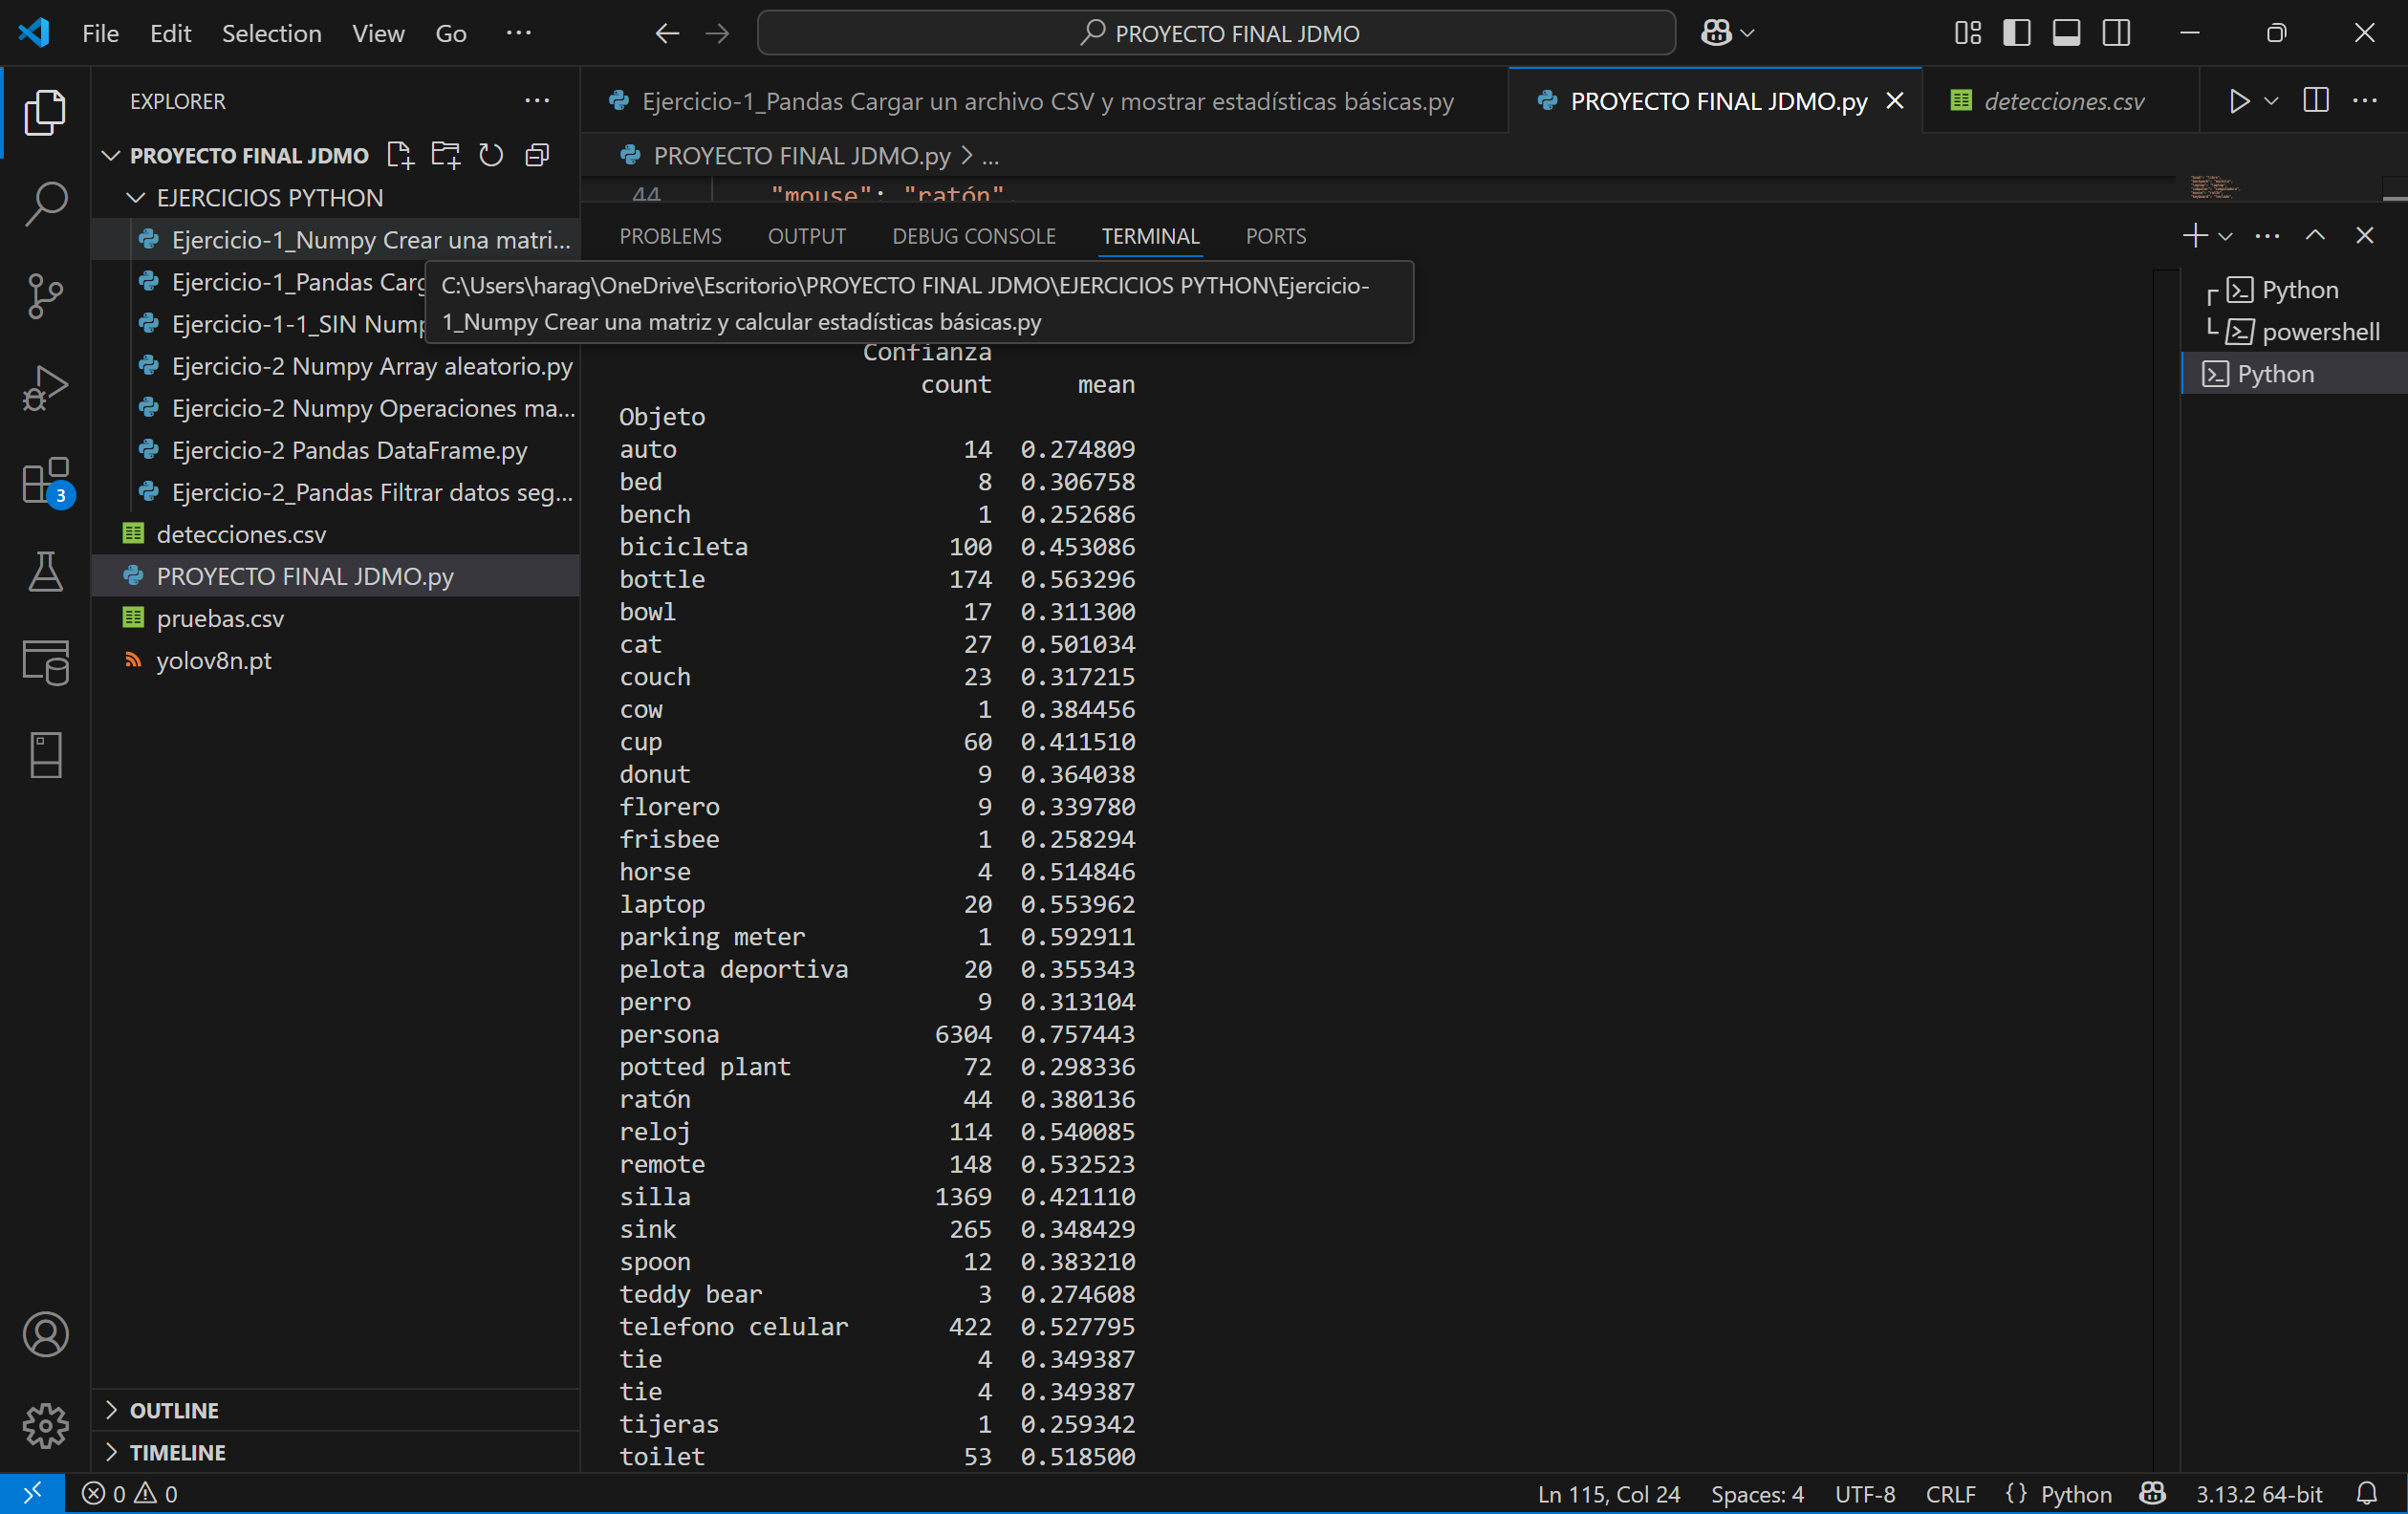 File Edit Selection View Go ···
PROYECTO FINAL JDMO
EXPLORER
PROYECTO FINAL JDMO
EJERCICIOS PYTHON
Ejercicio-1_Numpy Crear una matri...
Ejercicio-1_Pandas Carg
Ejercicio-1-1_SIN Nump
Ejercicio-2 Numpy Array aleatorio.py
Ejercicio-2 Numpy Operaciones ma...
Ejercicio-2 Pandas DataFrame.py
Ejercicio-2_Pandas Filtrar datos seg...
detecciones.csv
PROYECTO FINAL JDMO.py
pruebas.csv
yolov8n.pt
OUTLINE
TIMELINE
3
Ejercicio-1_Pandas Cargar un archivo CSV y mostrar estadísticas básicas.py
PROYECTO FINAL JDMO.py
detecciones.csv
PROYECTO FINAL JDMO.py > ...
44 "mouse": "ratón"
PROBLEMS OUTPUT DEBUG CONSOLE TERMINAL PORTS
C:\Users\harag\OneDrive\Escritorio\PROYECTO FINAL JDMO\EJERCICIOS PYTHON\Ejercicio-
1_Numpy Crear una matriz y calcular estadísticas básicas.py
Confianza
count mean
Objeto
auto 14 0.274809
bed 8 0.306758
bench 1 0.252686
bicicleta 100 0.453086
bottle 174 0.563296
bowl 17 0.311300
cat 27 0.501034
couch 23 0.317215
cow 1 0.384456
cup 60 0.411510
donut 9 0.364038
florero 9 0.339780
frisbee 1 0.258294
horse 4 0.514846
laptop 20 0.553962
parking meter 1 0.592911
pelota deportiva 20 0.355343
perro 9 0.313104
persona 6304 0.757443
potted plant 72 0.298336
ratón 44 0.380136
reloj 114 0.540085
remote 148 0.532523
silla 1369 0.421110
sink 265 0.348429
spoon 12 0.383210
teddy bear 3 0.274608
telefono celular 422 0.527795
tie 4 0.349387
tie 4 0.349387
tijeras 1 0.259342
toilet 53 0.518500
Python
powershell
Python
0 0
Ln 115, Col 24 Spaces: 4 UTF-8 CRLF {} Python 3.13.2 64-bit